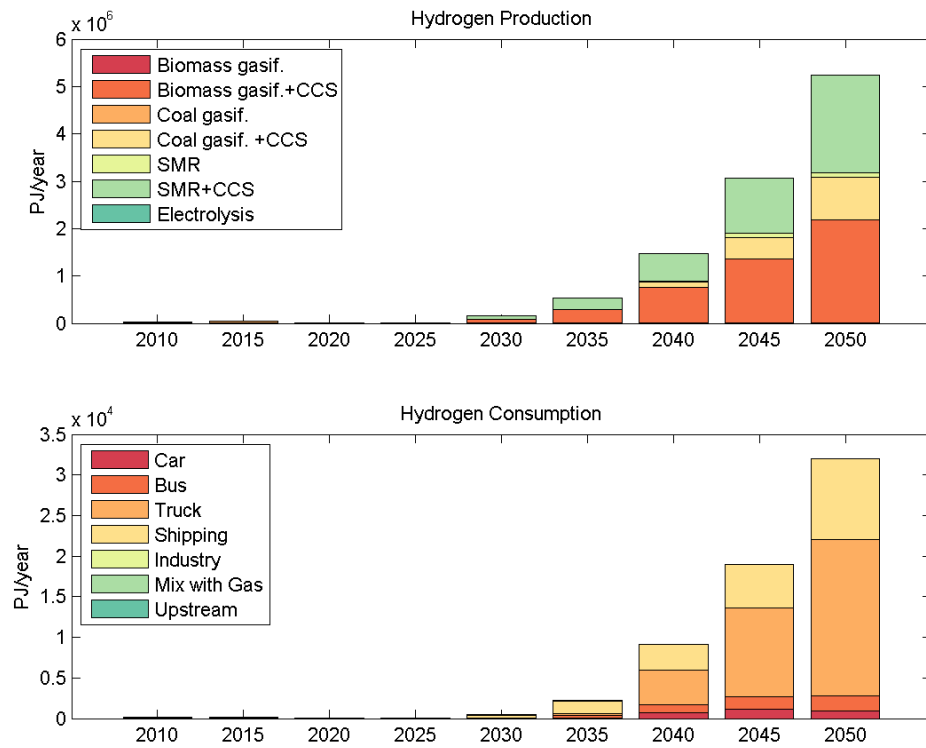 Hydrogen Production
x 10^6
6
5
4
3
2
1
0
PJ/year
Biomass gasif.
Biomass gasif.+CCS
Coal gasif.
Coal gasif. +CCS
SMR
SMR+CCS
Electrolysis
2010 2015 2020 2025 2030 2035 2040 2045 2050
Hydrogen Consumption
x 10^4
3.5
3
2.5
2
1.5
1
0.5
0
PJ/year
Car
Bus
Truck
Shipping
Industry
Mix with Gas
Upstream
2010 2015 2020 2025 2030 2035 2040 2045 2050